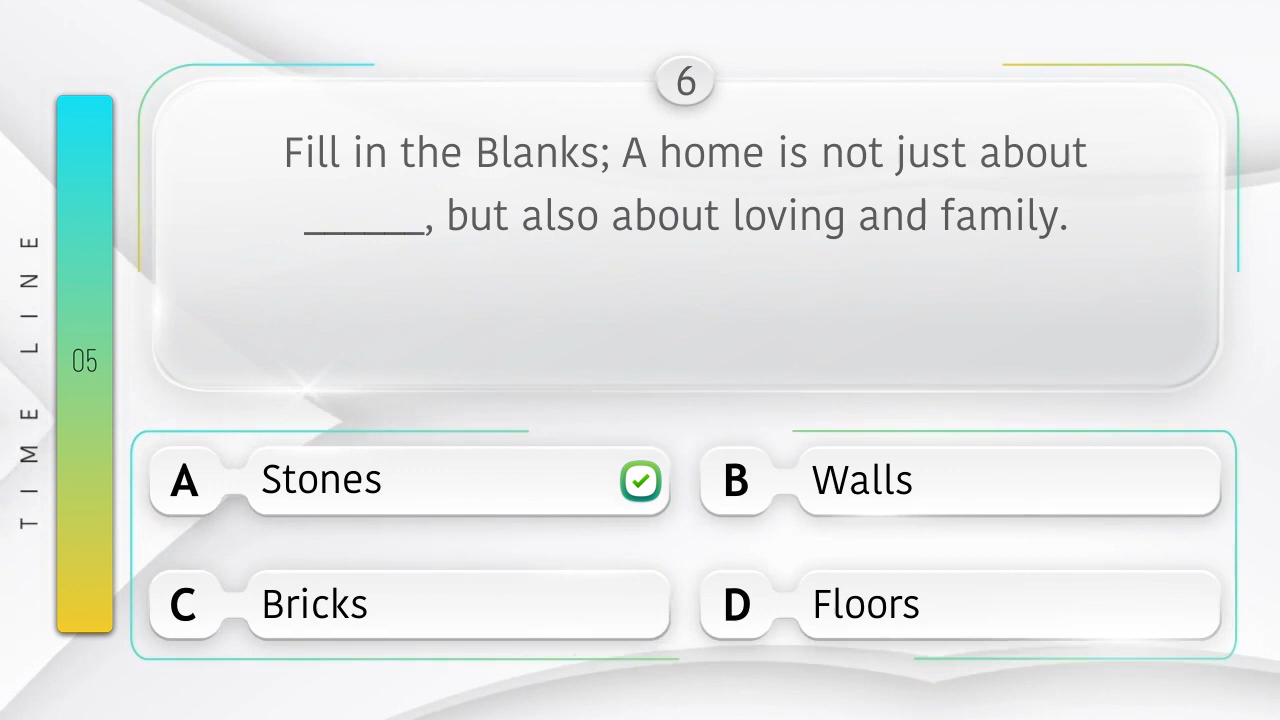 6
Fill in the Blanks; A home is not just about
______, but also about loving and family.
TIME LINE
05
A Stones
B Walls
C Bricks
D Floors